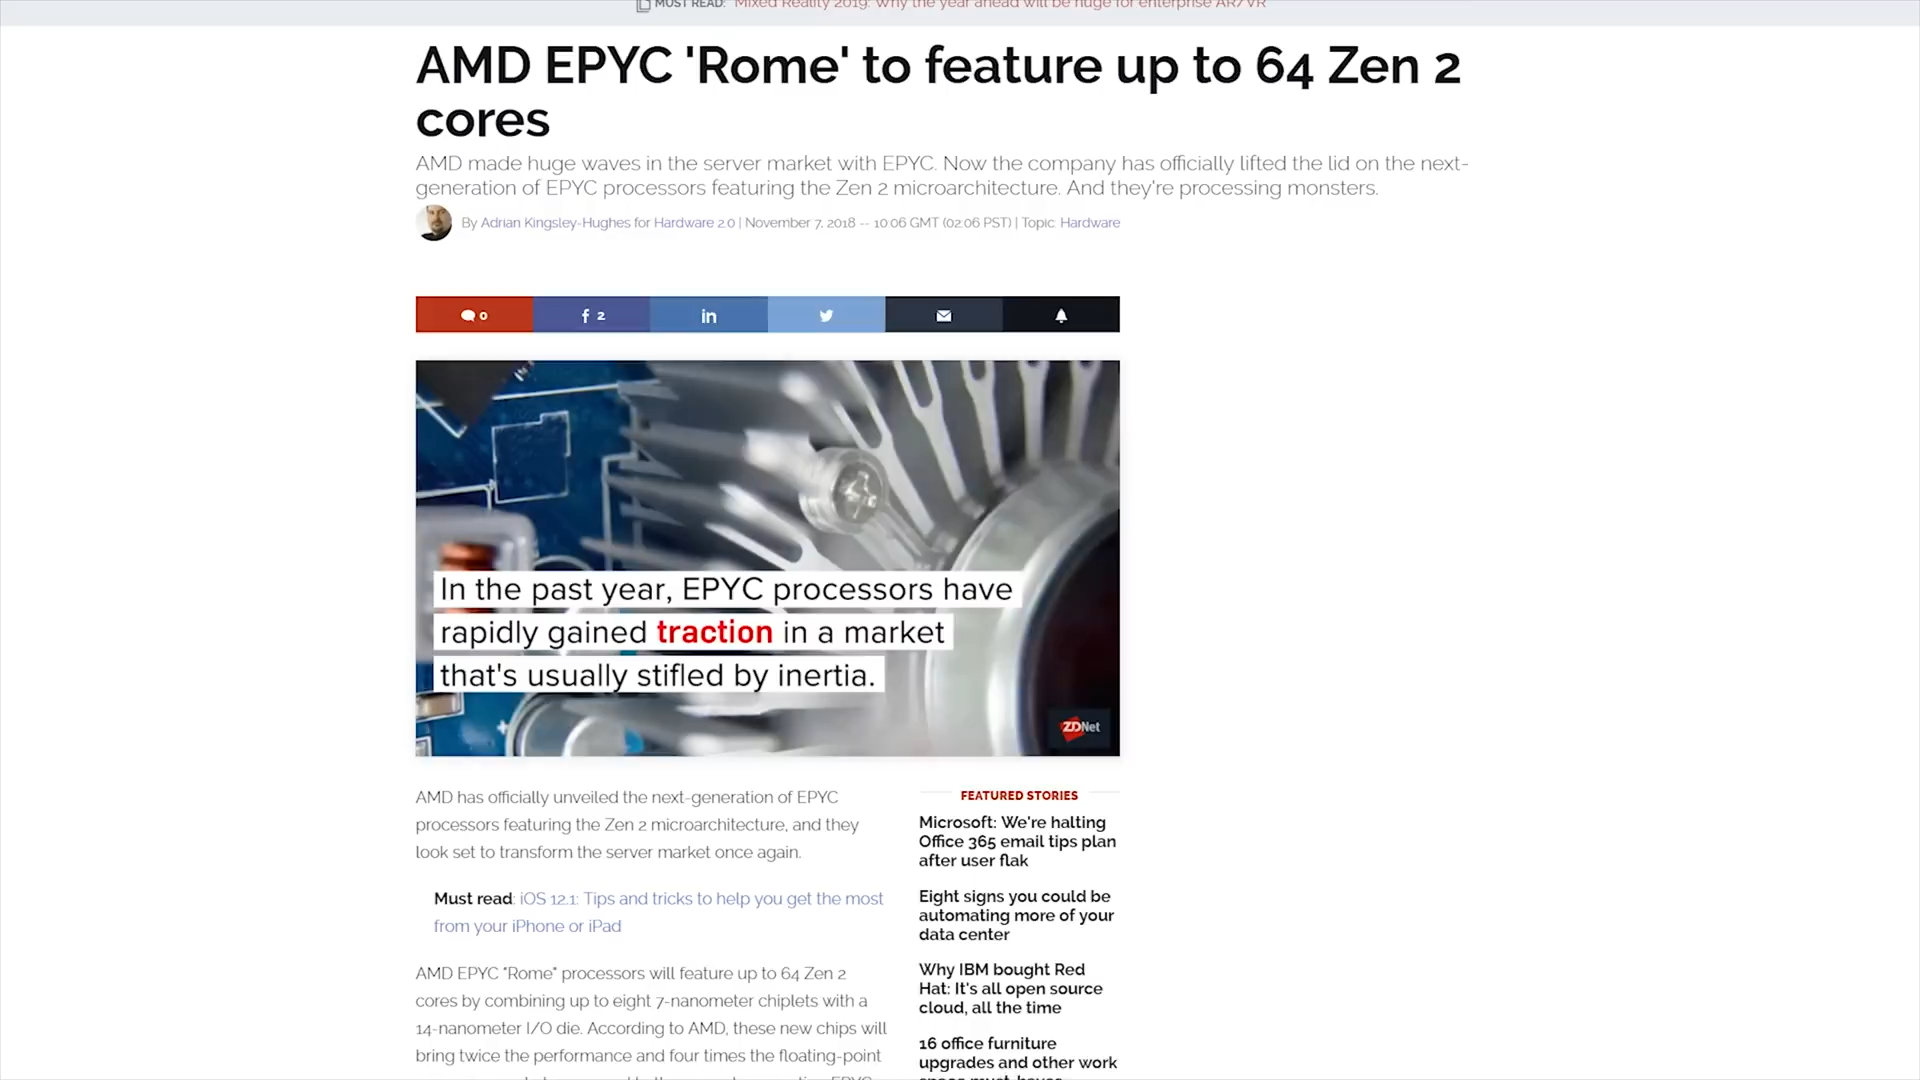 MUST READ: Mixed Reality 2019: Why the year ahead will be huge for enterprise AR/VR
AMD EPYC 'Rome' to feature up to 64 Zen 2
cores
AMD made huge waves in the server market with EPYC. Now the company has officially lifted the lid on the next-
generation of EPYC processors featuring the Zen 2 microarchitecture. And they're processing monsters.
By Adrian Kingsley-Hughes for Hardware 2.0 | November 7, 2018 -- 10:06 GMT (02:06 PST) | Topic: Hardware
0
f 2
in
In the past year, EPYC processors have
rapidly gained traction in a market
that's usually stifled by inertia.
ZDNet
AMD has officially unveiled the next-generation of EPYC
processors featuring the Zen 2 microarchitecture, and they
look set to transform the server market once again.
Must read: iOS 12.1: Tips and tricks to help you get the most
from your iPhone or iPad
AMD EPYC "Rome" processors will feature up to 64 Zen 2
cores by combining up to eight 7-nanometer chiplets with a
14-nanometer I/O die. According to AMD, these new chips will
bring twice the performance and four times the floating-point
FEATURED STORIES
Microsoft: We're halting
Office 365 email tips plan
after user flak
Eight signs you could be
automating more of your
data center
Why IBM bought Red
Hat: It's all open source
cloud, all the time
16 office furniture
upgrades and other work